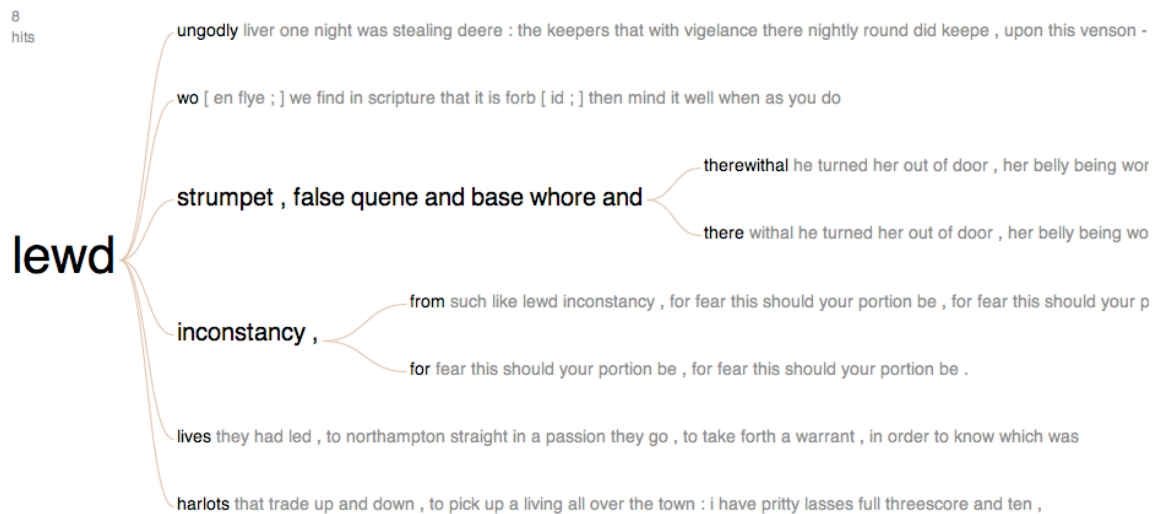 8
hits
ungodly liver one night was stealing deere : the keepers that with vigelance there nightly round did keepe , upon this venson -
wo [ en flye ; ] we find in scripture that it is forb [ id ; ] then mind it well when as you do
therewithal he turned her out of door , her belly being wor
strumpet , false quene and base whore and
there withal he turned her out of door , her belly being wo
lewd
from such like lewd inconstancy , for fear this should your portion be , for fear this should your p
inconstancy ,
for fear this should your portion be , for fear this should your portion be .
lives they had led , to northampton straight in a passion they go , to take forth a warrant , in order to know which was
harlots that trade up and down , to pick up a living all over the town : i have pritty lasses full threescore and ten ,